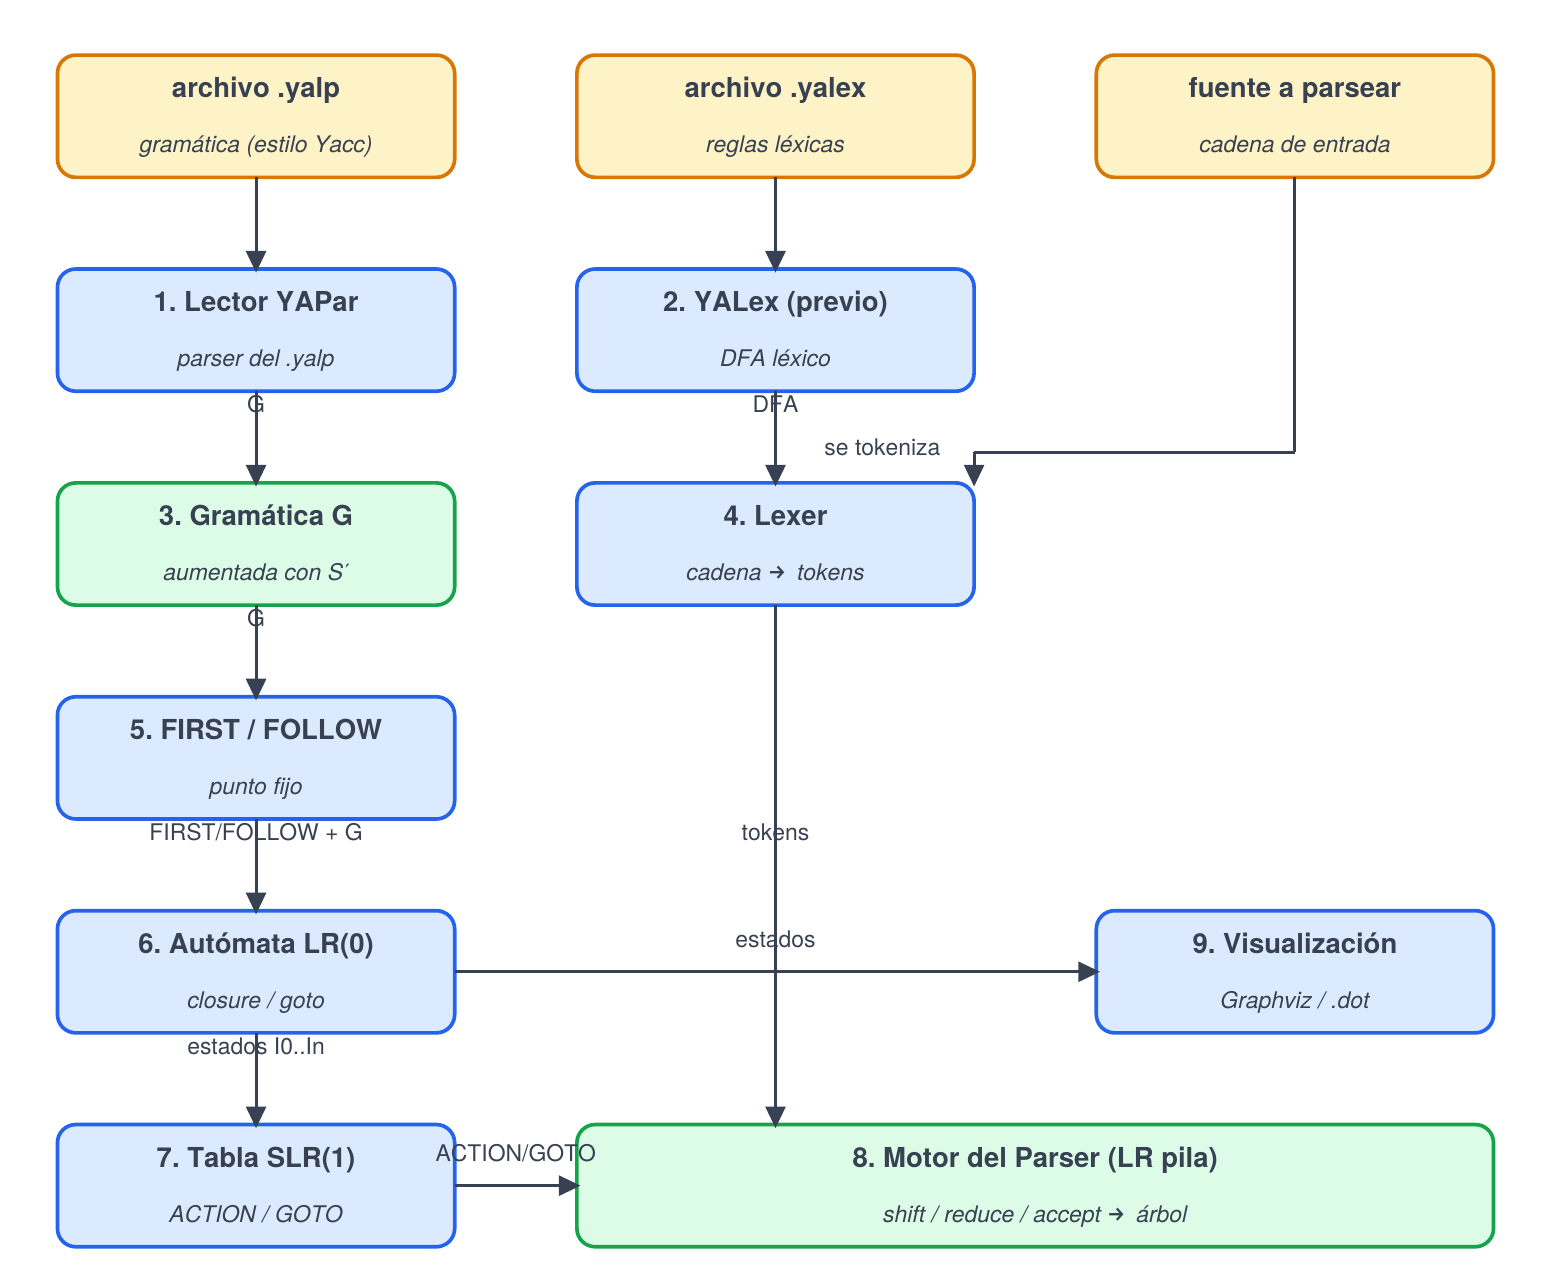 archivo .yalp
gramática (estilo Yacc)
archivo .yalex
reglas léxicas
fuente a parsear
cadena de entrada
1. Lector YAPar
parser del .yalp
2. YALex (previo)
DFA léxico
G
DFA
se tokeniza
3. Gramática G
aumentada con S′
4. Lexer
cadena → tokens
G
5. FIRST / FOLLOW
punto fijo
FIRST/FOLLOW + G
tokens
6. Autómata LR(0)
closure / goto
estados
9. Visualización
Graphviz / .dot
estados I0..In
7. Tabla SLR(1)
ACTION / GOTO
ACTION/GOTO
8. Motor del Parser (LR pila)
shift / reduce / accept → árbol